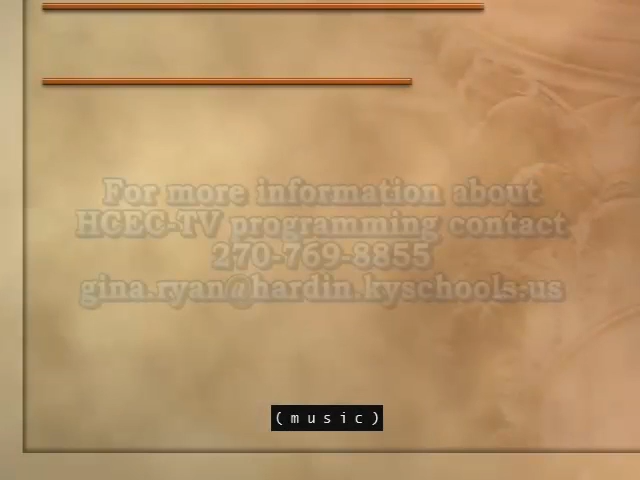 For more information about
HCEC-TV programming contact
270-769-8855
gina.ryan@hardin.kyschools.us
(music)